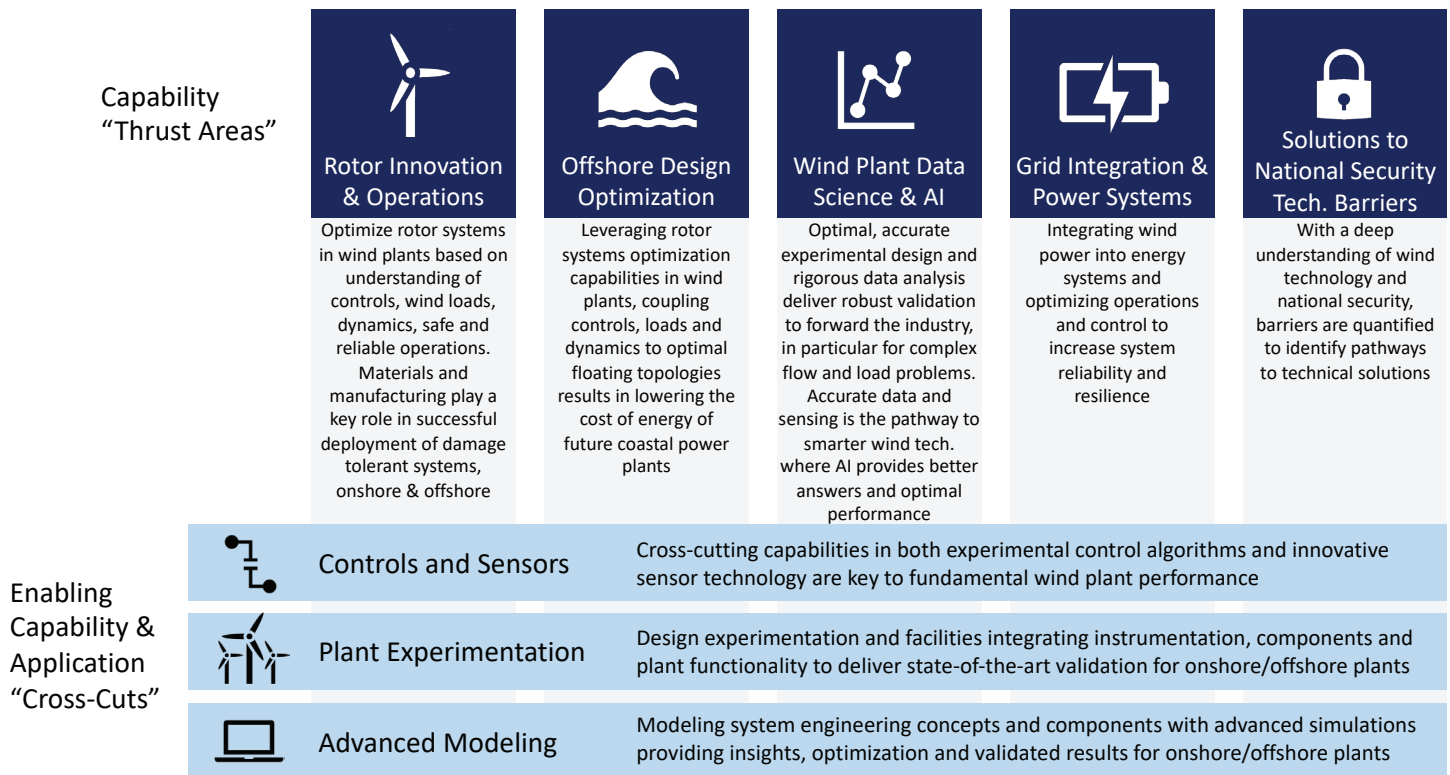 Capability
“Thrust Areas”
Rotor Innovation
& Operations
Optimize rotor systems
in wind plants based on
understanding of
controls, wind loads,
dynamics, safe and
reliable operations.
Materials and
manufacturing play a
key role in successful
deployment of damage
tolerant systems,
onshore & offshore
Offshore Design
Optimization
Leveraging rotor
systems optimization
capabilities in wind
plants, coupling
controls, loads and
dynamics to optimal
floating topologies
results in lowering the
cost of energy of
future coastal power
plants
Wind Plant Data
Science & AI
Optimal, accurate
experimental design and
rigorous data analysis
deliver robust validation
to forward the industry,
in particular for complex
flow and load problems.
Accurate data and
sensing is the pathway to
smarter wind tech.
where AI provides better
answers and optimal
performance
Grid Integration &
Power Systems
Integrating wind
power into energy
systems and
optimizing operations
and control to
increase system
reliability and
resilience
Solutions to
National Security
Tech. Barriers
With a deep
understanding of wind
technology and
national security,
barriers are quantified
to identify pathways
to technical solutions
Enabling
Capability &
Application
“Cross-Cuts”
Controls and Sensors
Cross-cutting capabilities in both experimental control algorithms and innovative
sensor technology are key to fundamental wind plant performance
Plant Experimentation
Design experimentation and facilities integrating instrumentation, components and
plant functionality to deliver state-of-the-art validation for onshore/offshore plants
Advanced Modeling
Modeling system engineering concepts and components with advanced simulations
providing insights, optimization and validated results for onshore/offshore plants